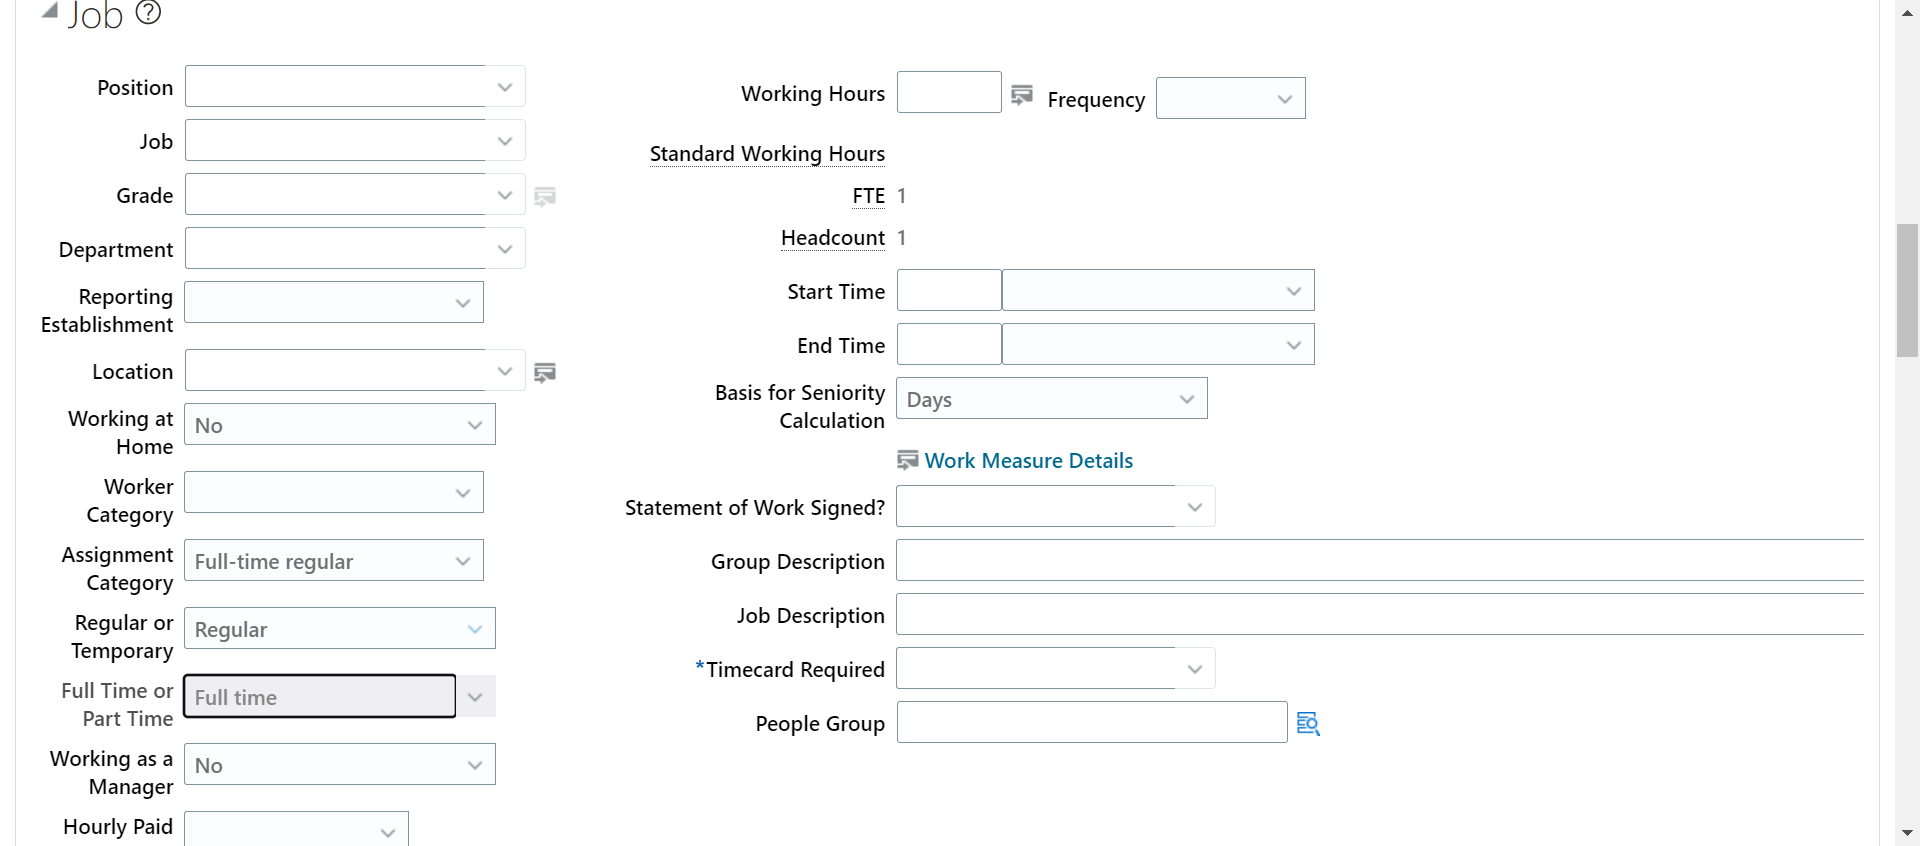 Job
Position
Job
Grade
Department
Reporting
Establishment
Location
Working at
Home
No
Worker
Category
Assignment
Category
Full-time regular
Regular or
Temporary
Regular
Full Time or
Part Time
Full time
Working as a
Manager
No
Hourly Paid
Working Hours
Frequency
Standard Working Hours
FTE 1
Headcount 1
Start Time
End Time
Basis for Seniority
Calculation
Days
Work Measure Details
Statement of Work Signed?
Group Description
Job Description
*Timecard Required
People Group